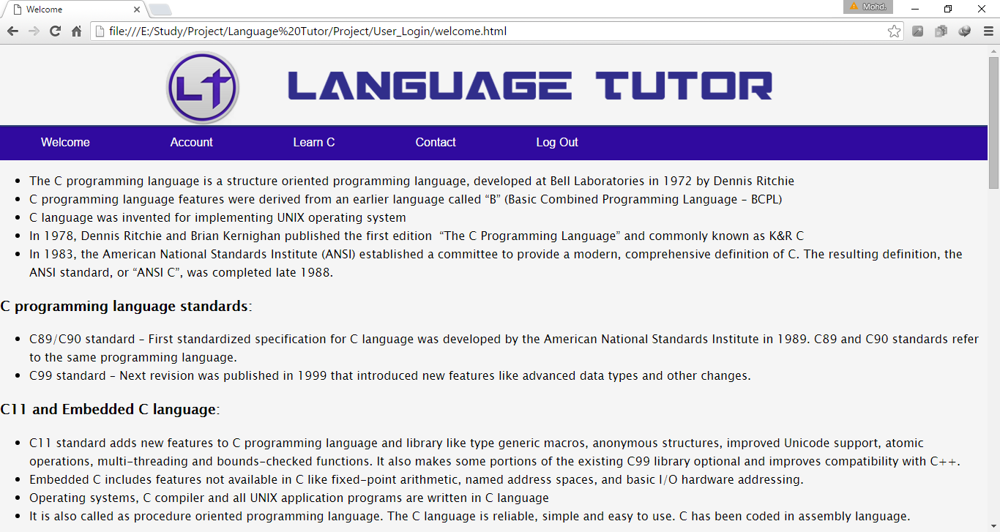 Welcome
Mohd.
file:///E:/Study/Project/Language%20Tutor/Project/User_Login/welcome.html
LT LANGUAGE TUTOR
Welcome Account Learn C Contact Log Out
• The C programming language is a structure oriented programming language, developed at Bell Laboratories in 1972 by Dennis Ritchie
• C programming language features were derived from an earlier language called “B” (Basic Combined Programming Language – BCPL)
• C language was invented for implementing UNIX operating system
• In 1978, Dennis Ritchie and Brian Kernighan published the first edition  “The C Programming Language” and commonly known as K&R C
• In 1983, the American National Standards Institute (ANSI) established a committee to provide a modern, comprehensive definition of C. The resulting definition, the
ANSI standard, or “ANSI C”, was completed late 1988.
C programming language standards:
• C89/C90 standard – First standardized specification for C language was developed by the American National Standards Institute in 1989. C89 and C90 standards refer
to the same programming language.
• C99 standard – Next revision was published in 1999 that introduced new features like advanced data types and other changes.
C11 and Embedded C language:
• C11 standard adds new features to C programming language and library like type generic macros, anonymous structures, improved Unicode support, atomic
operations, multi-threading and bounds-checked functions. It also makes some portions of the existing C99 library optional and improves compatibility with C++.
• Embedded C includes features not available in C like fixed-point arithmetic, named address spaces, and basic I/O hardware addressing.
• Operating systems, C compiler and all UNIX application programs are written in C language
• It is also called as procedure oriented programming language. The C language is reliable, simple and easy to use. C has been coded in assembly language.